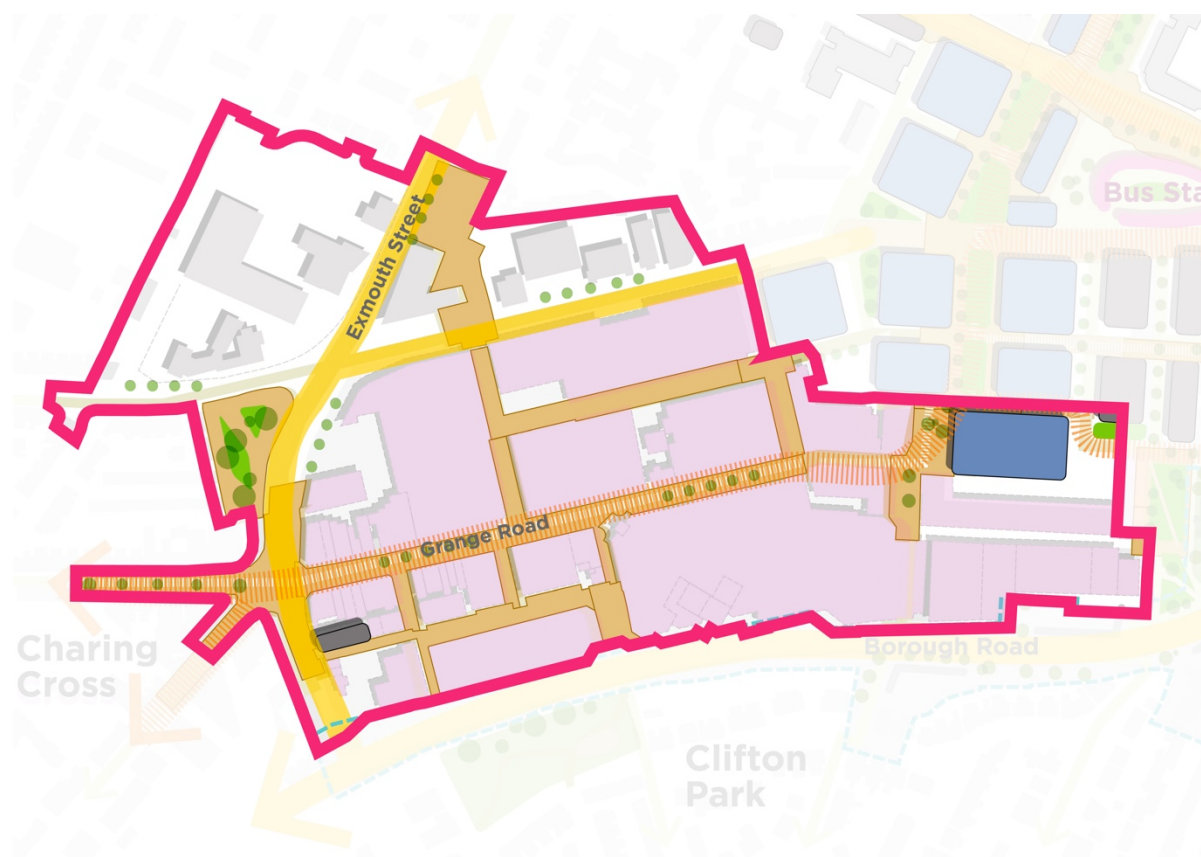 Bus Sta
Exmouth Street
Grange Road
Charing
Cross
Borough Road
Clifton
Park